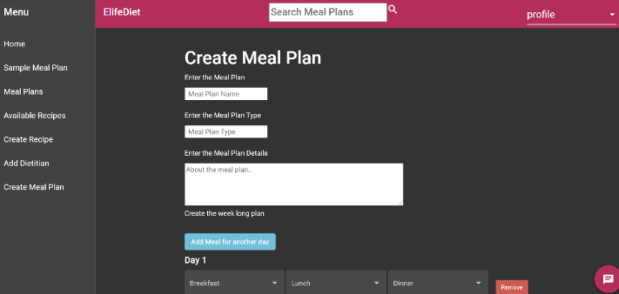 Menu
ElifeDiet
Search Meal Plans
profile
Home
Sample Meal Plan
Meal Plans
Available Recipes
Create Recipe
Add Dietitian
Create Meal Plan
Create Meal Plan
Enter the Meal Plan
Meal Plan Name
Enter the Meal Plan Type
Meal Plan Type
Enter the Meal Plan Details
About the meal plan..
Create the week long plan
Add Meal for another day
Day 1
Breakfast
Lunch
Dinner
Remove